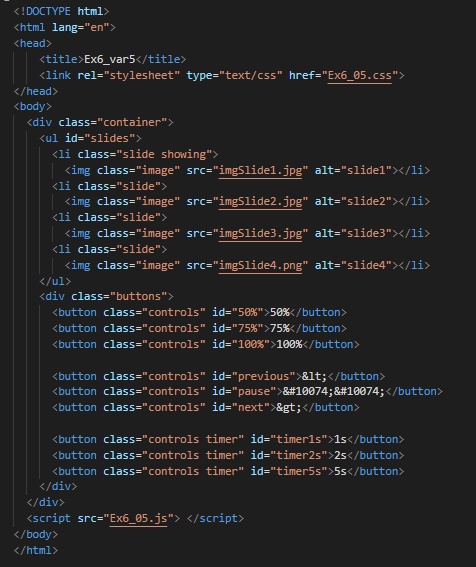 <!DOCTYPE html>
<html lang="en">
<head>
<title>Ex6_var5</title>
<link rel="stylesheet" type="text/css" href="Ex6_05.css">
</head>
<body>
<div class="container">
<ul id="slides">
<li class="slide showing">
<img class="image" src="imgSlide1.jpg" alt="slide1"></li>
<li class="slide">
<img class="image" src="imgSlide2.jpg" alt="slide2"></li>
<li class="slide">
<img class="image" src="imgSlide3.jpg" alt="slide3"></li>
<li class="slide">
<img class="image" src="imgSlide4.png" alt="slide4"></li>
</ul>
<div class="buttons">
<button class="controls" id="50%">50%</button>
<button class="controls" id="75%">75%</button>
<button class="controls" id="100%">100%</button>
<button class="controls" id="previous">&lt;</button>
<button class="controls" id="pause">&#10074;&#10074;</button>
<button class="controls" id="next">&gt;</button>
<button class="controls timer" id="timer1s">1s</button>
<button class="controls timer" id="timer2s">2s</button>
<button class="controls timer" id="timer5s">5s</button>
</div>
</div>
<script src="Ex6_05.js"> </script>
</body>
</html>